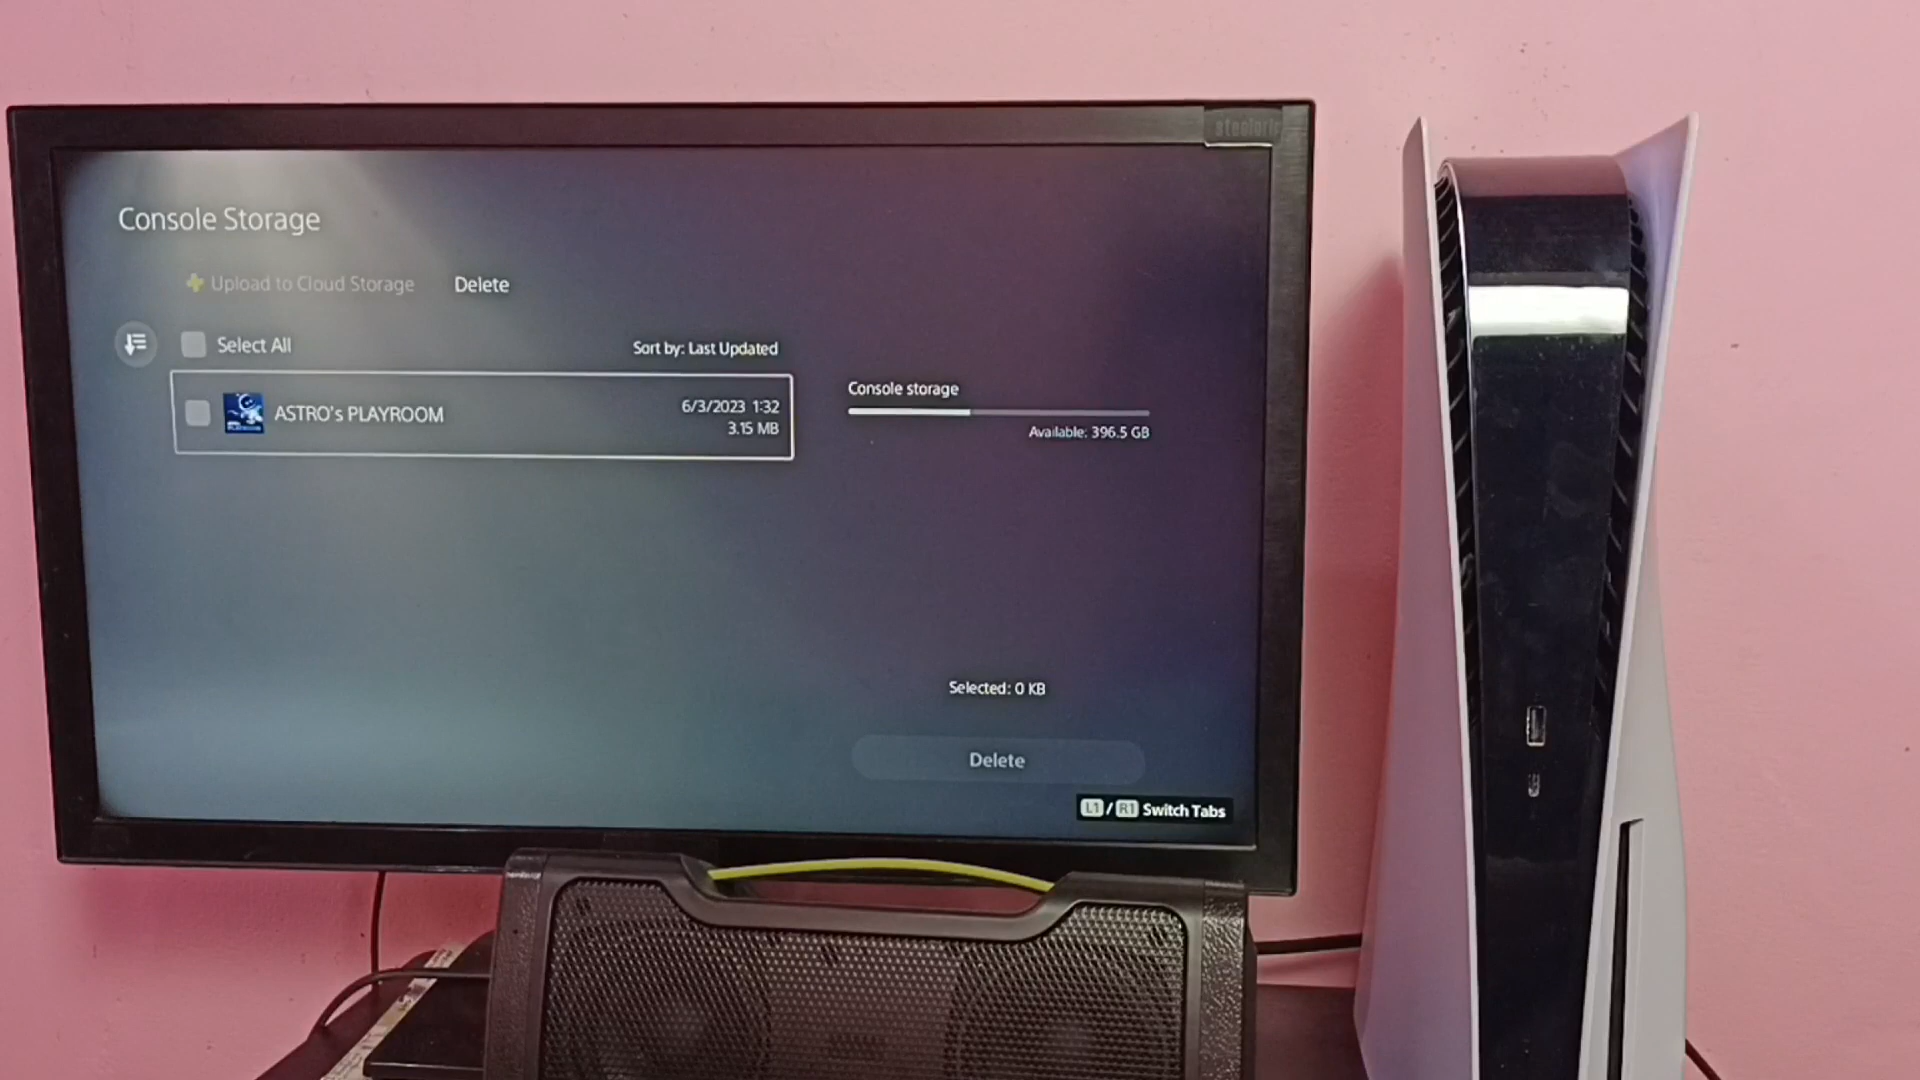 Console Storage
Upload to Cloud Storage
Delete
Select All
Sort by: Last Updated
ASTRO's PLAYROOM
6/3/2023 1:32
3.15 MB
Console storage
Available: 396.5 GB
Selected: 0 KB
Delete
L1 / R1 Switch Tabs